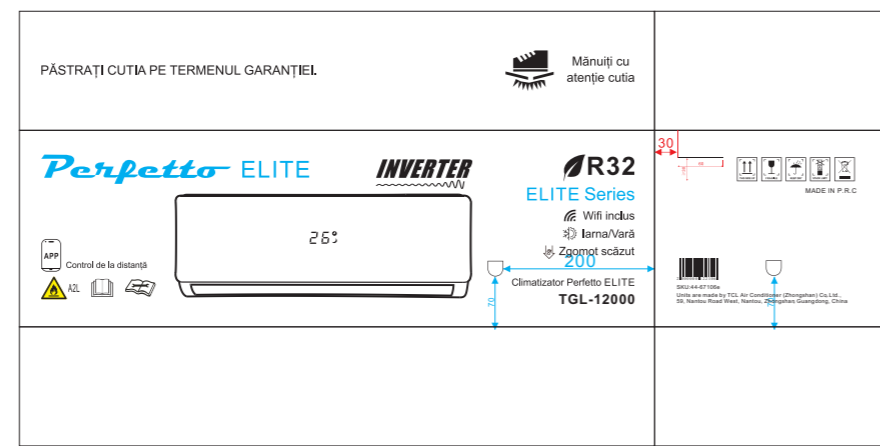 PĂSTRAȚI CUTIA PE TERMENUL GARANȚIEI.
Mănuiți cu
atenție cutia
Perfetto ELITE
INVERTER
R32
ELITE Series
Wifi inclus
Iarna/Vară
Zgomot scăzut
200
26°
APP
Control de la distanță
A2L
Climatizator Perfetto ELITE
TGL-12000
70
30
MADE IN P.R.C
SKU:44-67106a
Units are made by TCL Air Conditioner (Zhongshan) Co,Ltd.,
59, Nantou Road West, Nantou, Zhongshan Guangdong, China